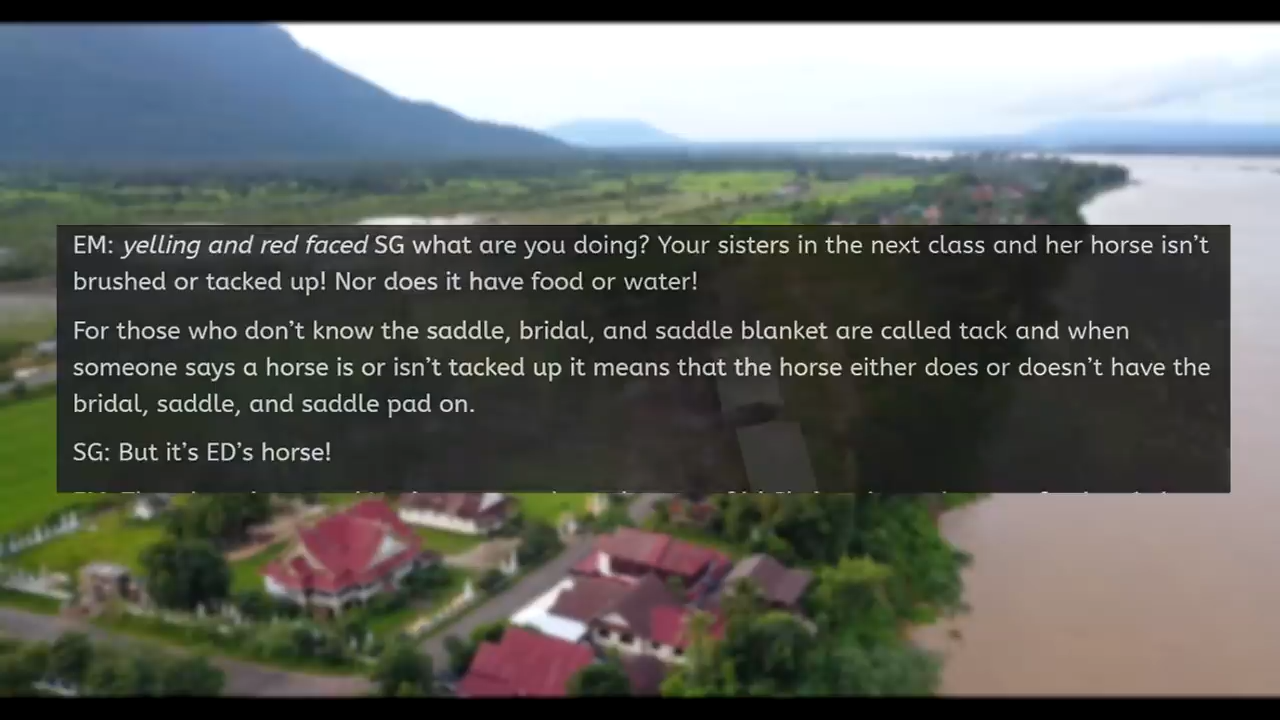 EM: yelling and red faced SG what are you doing? Your sisters in the next class and her horse isn't
brushed or tacked up! Nor does it have food or water!
For those who don't know the saddle, bridal, and saddle blanket are called tack and when
someone says a horse is or isn't tacked up it means that the horse either does or doesn't have the
bridal, saddle, and saddle pad on.
SG: But it's ED's horse!